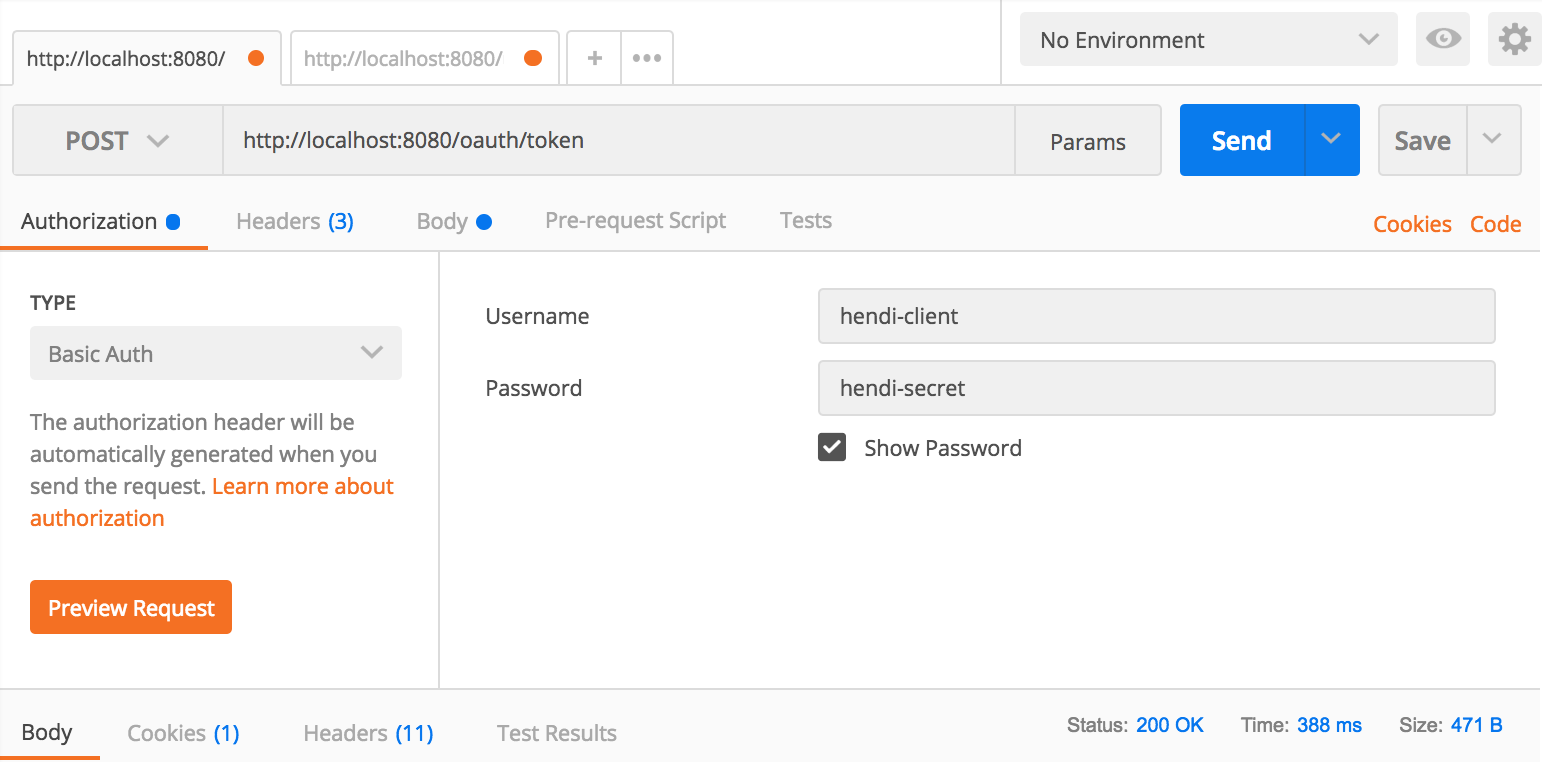 http://localhost:8080/
http://localhost:8080/
+
•••
No Environment
POST
http://localhost:8080/oauth/token
Params
Send
Save
Authorization
Headers (3)
Body
Pre-request Script
Tests
Cookies
Code
TYPE
Basic Auth
The authorization header will be
automatically generated when you
send the request. Learn more about
authorization
Preview Request
Username
hendi-client
Password
hendi-secret
Show Password
Body
Cookies (1)
Headers (11)
Test Results
Status: 200 OK
Time: 388 ms
Size: 471 B